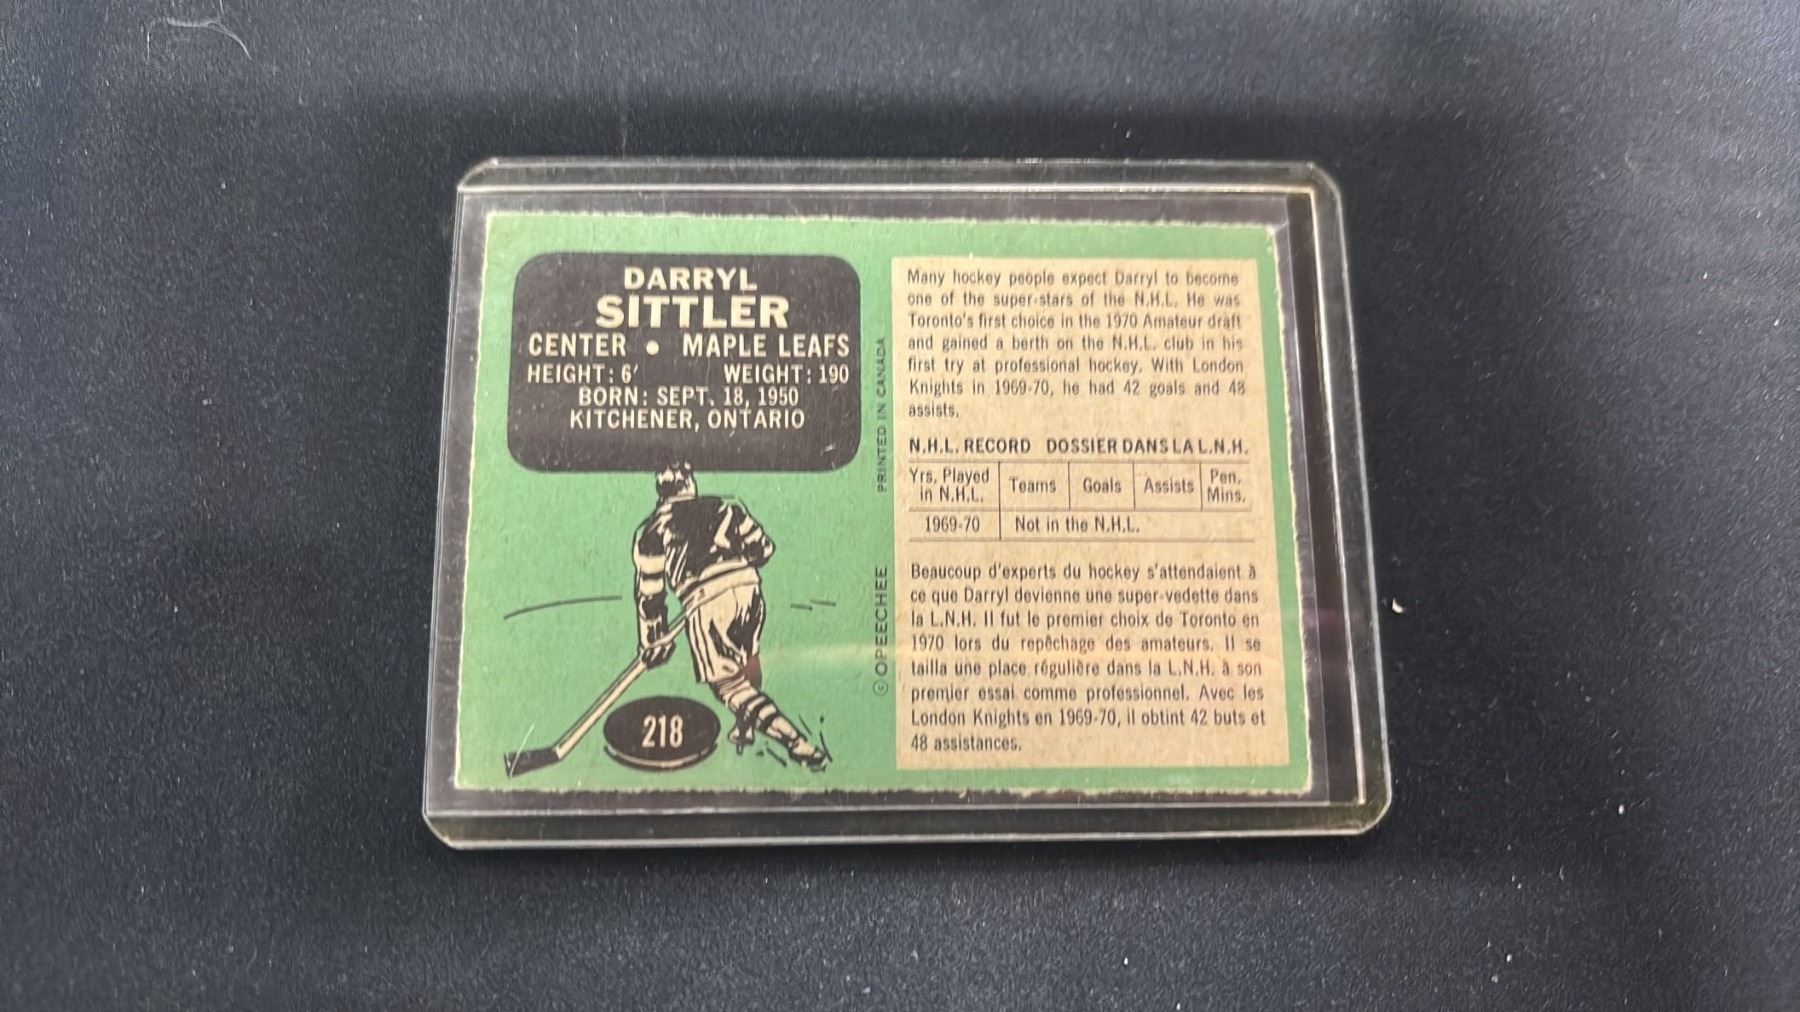 DARRYL
SITTLER
CENTER • MAPLE LEAFS
HEIGHT: 6' WEIGHT: 190
BORN: SEPT. 18, 1950
KITCHENER, ONTARIO
218
© OPEECHEE PRINTED IN CANADA
Many hockey people expect Darryl to become
one of the super-stars of the N.H.L. He was
Toronto's first choice in the 1970 Amateur draft
and gained a berth on the N.H.L. club in his
first try at professional hockey. With London
Knights in 1969-70, he had 42 goals and 48
assists.
N.H.L. RECORD DOSSIER DANS LA L.N.H.
Yrs. Played
in N.H.L. Teams Goals Assists Pen.
Mins.
1969-70 Not in the N.H.L.
Beaucoup d'experts du hockey s'attendaient à
ce que Darryl devienne une super-vedette dans
la L.N.H. Il fut le premier choix de Toronto en
1970 lors du repêchage des amateurs. Il se
tailla une place régulière dans la L.N.H. à son
premier essai comme professionnel. Avec les
London Knights en 1969-70, il obtint 42 buts et
48 assistances.